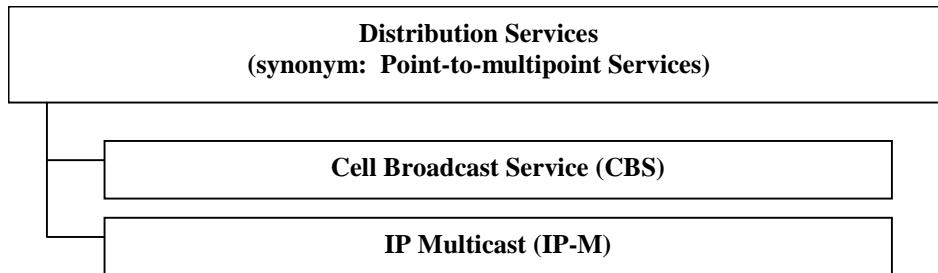 Distribution Services
(synonym: Point-to-multipoint Services)
Cell Broadcast Service (CBS)
IP Multicast (IP-M)